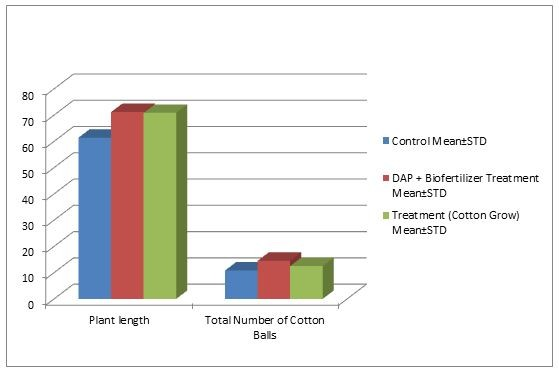 80
70
60
50
40
30
20
10
0
Plant length
Total Number of Cotton
Balls
Control Mean±STD
DAP + Biofertilizer Treatment
Mean±STD
Treatment (Cotton Grow)
Mean±STD